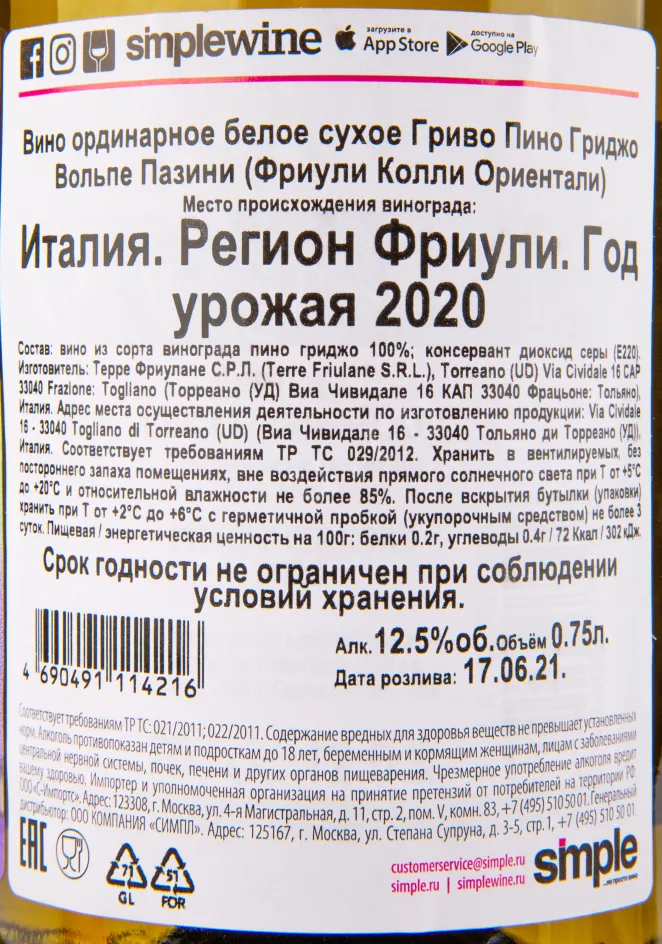 simplewine загрузите в App Store доступно на Google Play
Вино ординарное белое сухое Гриво Пино Гриджо
Вольпе Пазини (Фриули Колли Ориентали)
Место происхождения винограда:
Италия. Регион Фриули. Год
урожая 2020
Состав: вино из сорта винограда пино гриджо 100%; консервант диоксид серы (E220).
Изготовитель: Терре Фриулане С.Р.Л. (Terre Friulane S.R.L.), Torreano (UD) Via Cividale 16 CAP
33040 Frazione: Togliano (Торреано (УД) Виа Чивидале 16 КАП 33040 Фрацьоне: Тольяно),
Италия. Адрес места осуществления деятельности по изготовлению продукции: Via Cividale
16 - 33040 Togliano di Torreano (UD) (Виа Чивидале 16 - 33040 Тольяно ди Торреано (УД)),
Италия. Соответствует требованиям ТР ТС 029/2012. Хранить в вентилируемых, без
постороннего запаха помещениях, вне воздействия прямого солнечного света при Т от +5°С
до +20°С и относительной влажности не более 85%. После вскрытия бутылки (упаковки)
хранить при Т от +2°С до +6°С с герметичной пробкой (укупорочным средством) не более 3
суток. Пищевая / энергетическая ценность на 100г: белки 0.2г, углеводы 0.4г / 72 Ккал / 302 кДж.
Срок годности не ограничен при соблюдении
условий хранения.
Алк. 12.5%об. Объём 0.75л.
Дата розлива: 17.06.21.
4 690491 114216
Соответствует требованиям ТР ТС: 021/2011; 022/2011. Содержание вредных для здоровья веществ не превышает установленных
норм. Алкоголь противопоказан детям и подросткам до 18 лет, беременным и кормящим женщинам, лицам с заболеваниями
центральной нервной системы, почек, печени и других органов пищеварения. Чрезмерное употребление алкоголя вредит
вашему здоровью. Импортер и уполномоченная организация на принятие претензий от потребителей на территории РФ:
ООО «С-Импортс». Адрес: 123308, г. Москва, ул. 4-я Магистральная, д. 11, стр. 2, пом. V, комн. 83, +7 (495) 510 50 01. Генеральный
дистрибьютор: ООО КОМПАНИЯ «СИМПЛ». Адрес: 125167, г. Москва, ул. Степана Супруна, д. 3-5, стр. 1, +7 (495) 510 50 01.
EAC
71
GL
51
FOR
customerservice@simple.ru
simple.ru | simplewine.ru
simple
...не просто вино